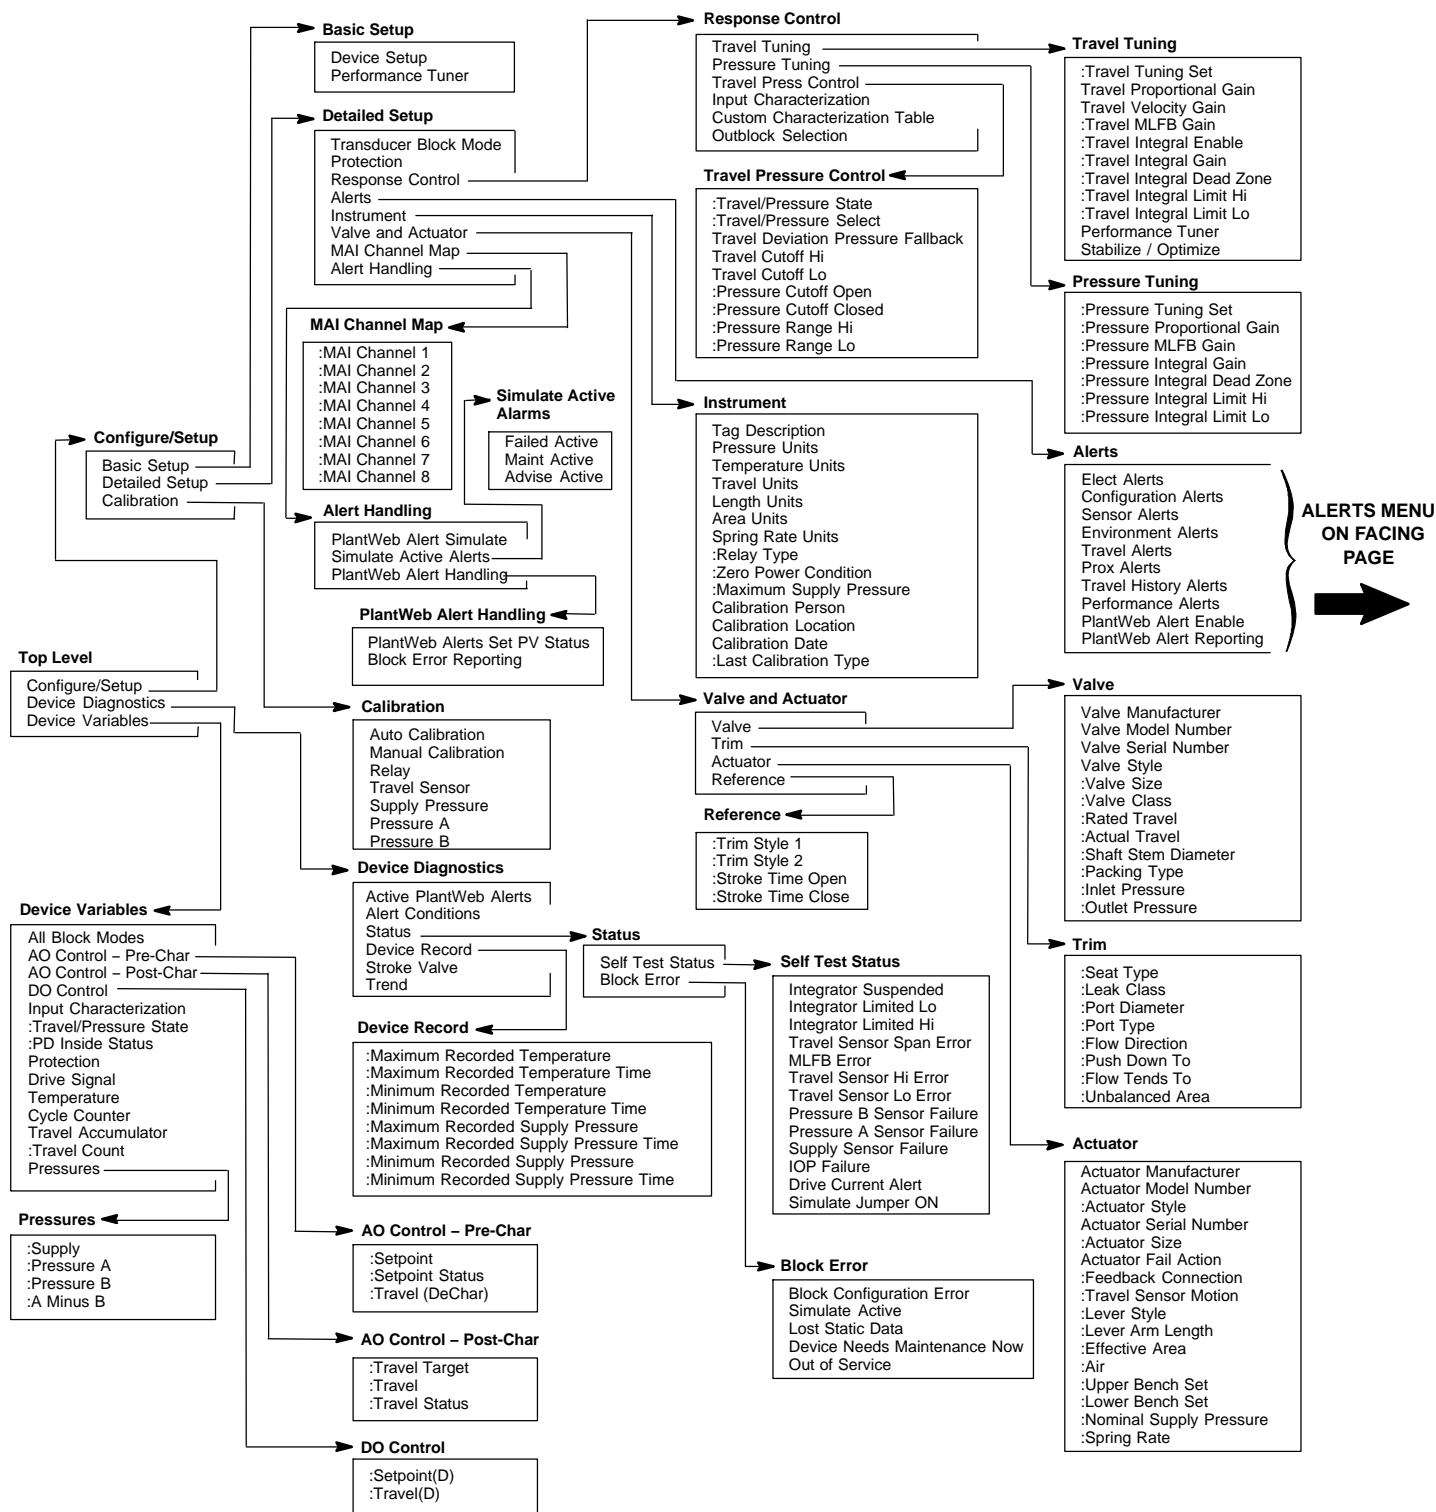 Basic Setup
Device Setup
Performance Tuner
Detailed Setup
Transducer Block Mode
Protection
Response Control
Alerts
Instrument
Valve and Actuator
MAI Channel Map
Alert Handling
MAI Channel Map
:MAI Channel 1
:MAI Channel 2
:MAI Channel 3
:MAI Channel 4
:MAI Channel 5
:MAI Channel 6
:MAI Channel 7
:MAI Channel 8
Simulate Active
Alarms
Failed Active
Maint Active
Advise Active
Configure/Setup
Basic Setup
Detailed Setup
Calibration
Alert Handling
PlantWeb Alert Simulate
Simulate Active Alerts
PlantWeb Alert Handling
PlantWeb Alert Handling
PlantWeb Alerts Set PV Status
Block Error Reporting
Top Level
Configure/Setup
Device Diagnostics
Device Variables
Calibration
Auto Calibration
Manual Calibration
Relay
Travel Sensor
Supply Pressure
Pressure A
Pressure B
Device Diagnostics
Active PlantWeb Alerts
Alert Conditions
Status
Device Record
Stroke Valve
Trend
Device Variables
All Block Modes
AO Control – Pre-Char
AO Control – Post-Char
DO Control
Input Characterization
:Travel/Pressure State
:PD Inside Status
Protection
Drive Signal
Temperature
Cycle Counter
Travel Accumulator
:Travel Count
Pressures
Pressures
:Supply
:Pressure A
:Pressure B
:A Minus B
Device Record
:Maximum Recorded Temperature
:Maximum Recorded Temperature Time
:Minimum Recorded Temperature
:Minimum Recorded Temperature Time
:Maximum Recorded Supply Pressure
:Maximum Recorded Supply Pressure Time
:Minimum Recorded Supply Pressure
:Minimum Recorded Supply Pressure Time
AO Control – Pre-Char
:Setpoint
:Setpoint Status
:Travel (DeChar)
AO Control – Post-Char
:Travel Target
:Travel
:Travel Status
DO Control
:Setpoint(D)
:Travel(D)
Response Control
Travel Tuning
Pressure Tuning
Travel Press Control
Input Characterization
Custom Characterization Table
Outblock Selection
Travel Pressure Control
:Travel/Pressure State
:Travel/Pressure Select
Travel Deviation Pressure Fallback
Travel Cutoff Hi
Travel Cutoff Lo
:Pressure Cutoff Open
:Pressure Cutoff Closed
:Pressure Range Hi
:Pressure Range Lo
Instrument
Tag Description
Pressure Units
Temperature Units
Travel Units
Length Units
Area Units
Spring Rate Units
:Relay Type
:Zero Power Condition
:Maximum Supply Pressure
Calibration Person
Calibration Location
Calibration Date
:Last Calibration Type
Valve and Actuator
Valve
Trim
Actuator
Reference
Reference
:Trim Style 1
:Trim Style 2
:Stroke Time Open
:Stroke Time Close
Status
Self Test Status
Block Error
Self Test Status
Integrator Suspended
Integrator Limited Lo
Integrator Limited Hi
Travel Sensor Span Error
MLFB Error
Travel Sensor Hi Error
Travel Sensor Lo Error
Pressure B Sensor Failure
Pressure A Sensor Failure
Supply Sensor Failure
IOP Failure
Drive Current Alert
Simulate Jumper ON
Block Error
Block Configuration Error
Simulate Active
Lost Static Data
Device Needs Maintenance Now
Out of Service
Travel Tuning
:Travel Tuning Set
Travel Proportional Gain
Travel Velocity Gain
:Travel MLFB Gain
:Travel Integral Enable
:Travel Integral Gain
:Travel Integral Dead Zone
:Travel Integral Limit Hi
:Travel Integral Limit Lo
Performance Tuner
Stabilize / Optimize
Pressure Tuning
:Pressure Tuning Set
:Pressure Proportional Gain
:Pressure MLFB Gain
:Pressure Integral Gain
:Pressure Integral Dead Zone
:Pressure Integral Limit Hi
:Pressure Integral Limit Lo
Alerts
Elect Alerts
Configuration Alerts
Sensor Alerts
Environment Alerts
Travel Alerts
Prox Alerts
Travel History Alerts
Performance Alerts
PlantWeb Alert Enable
PlantWeb Alert Reporting
ALERTS MENU
ON FACING
PAGE
Valve
Valve Manufacturer
Valve Model Number
Valve Serial Number
Valve Style
:Valve Size
:Valve Class
:Rated Travel
:Actual Travel
:Shaft Stem Diameter
:Packing Type
:Inlet Pressure
:Outlet Pressure
Trim
:Seat Type
:Leak Class
:Port Diameter
:Port Type
:Flow Direction
:Push Down To
:Flow Tends To
:Unbalanced Area
Actuator
Actuator Manufacturer
Actuator Model Number
:Actuator Style
Actuator Serial Number
:Actuator Size
Actuator Fail Action
:Feedback Connection
:Travel Sensor Motion
:Lever Style
:Lever Arm Length
:Effective Area
:Air
:Upper Bench Set
:Lower Bench Set
:Nominal Supply Pressure
:Spring Rate